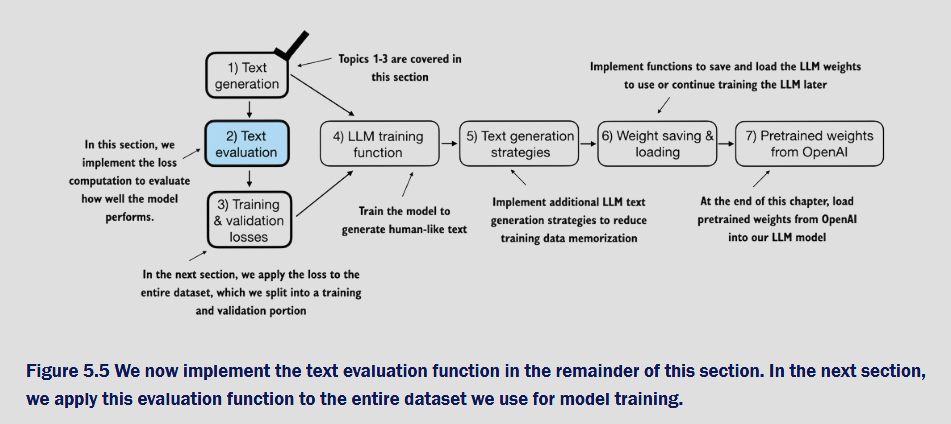 1) Text
generation
Topics 1-3 are covered in
this section
Implement functions to save and load the LLM weights
to use or continue training the LLM later
In this section, we
implement the loss
computation to evaluate
how well the model
performs.
2) Text
evaluation
4) LLM training
function
5) Text generation
strategies
6) Weight saving &
loading
7) Pretrained weights
from OpenAI
3) Training
& validation
losses
Train the model to
generate human-like text
Implement additional LLM text
generation strategies to reduce
training data memorization
At the end of this chapter, load
pretrained weights from OpenAI
into our LLM model
In the next section, we apply the loss to the
entire dataset, which we split into a training
and validation portion
Figure 5.5 We now implement the text evaluation function in the remainder of this section. In the next section,
we apply this evaluation function to the entire dataset we use for model training.